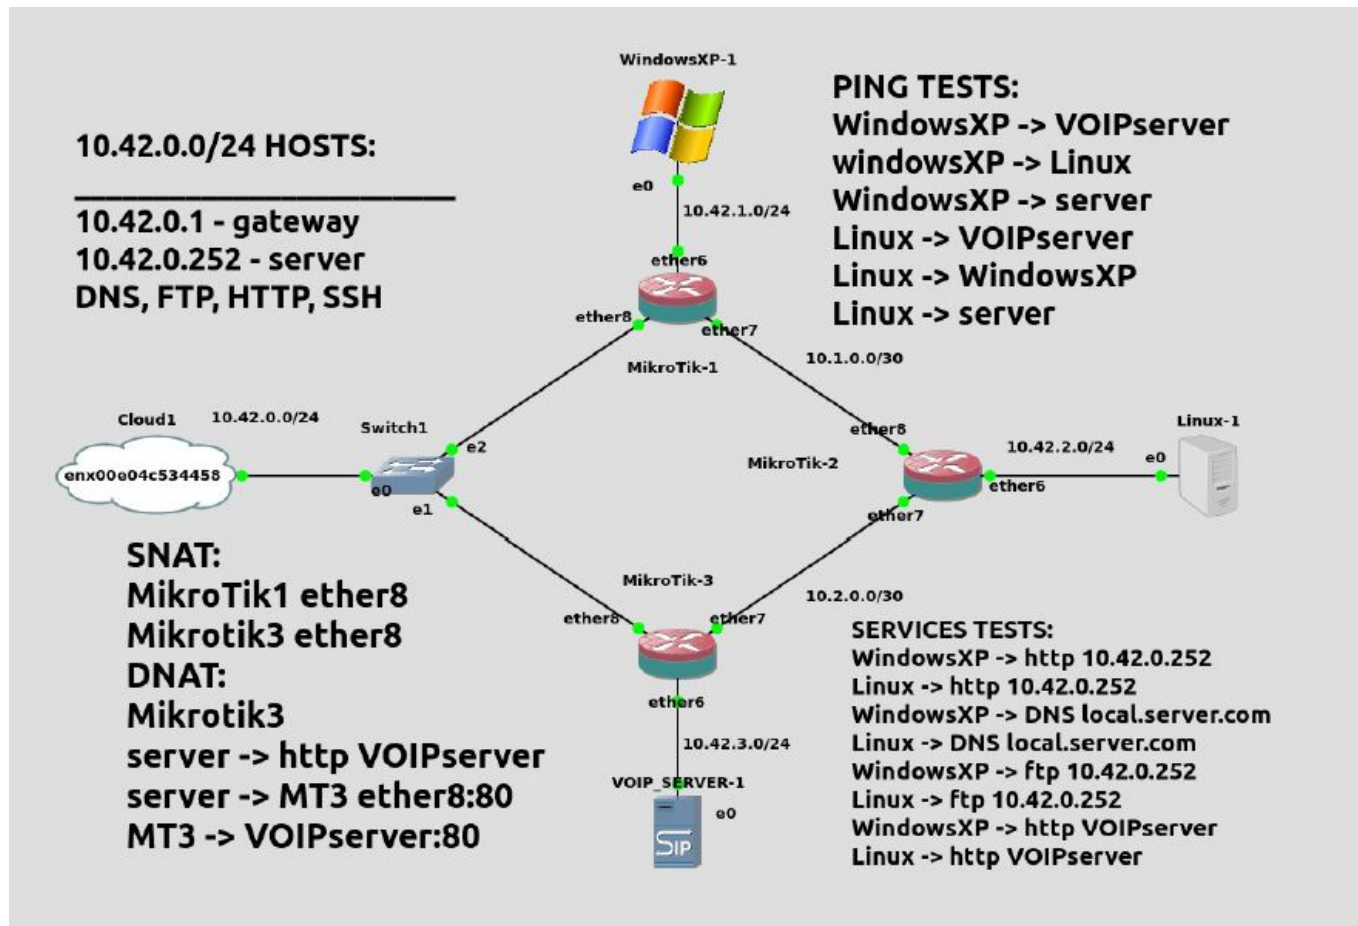 WindowsXP-1
10.42.0.0/24 HOSTS:
10.42.0.1 - gateway
10.42.0.252 - server
DNS, FTP, HTTP, SSH
PING TESTS:
WindowsXP -> VOIPserver
windowsXP -> Linux
WindowsXP -> server
Linux -> VOIPserver
Linux -> WindowsXP
Linux -> server
e0
10.42.1.0/24
ether6
ether8
ether7
MikroTik-1
10.1.0.0/30
Cloud1
10.42.0.0/24
enx00e04c534458
Switch1
e2
e0
e1
ether8
MikroTik-2
10.42.2.0/24
Linux-1
e0
ether6
ether7
SNAT:
MikroTik1 ether8
Mikrotik3 ether8
DNAT:
Mikrotik3
server -> http VOIPserver
server -> MT3 ether8:80
MT3 -> VOIPserver:80
MikroTik-3
10.2.0.0/30
ether8
ether7
ether6
10.42.3.0/24
VOIP_SERVER-1
e0
SIP
SERVICES TESTS:
WindowsXP -> http 10.42.0.252
Linux -> http 10.42.0.252
WindowsXP -> DNS local.server.com
Linux -> DNS local.server.com
WindowsXP -> ftp 10.42.0.252
Linux -> ftp 10.42.0.252
WindowsXP -> http VOIPserver
Linux -> http VOIPserver